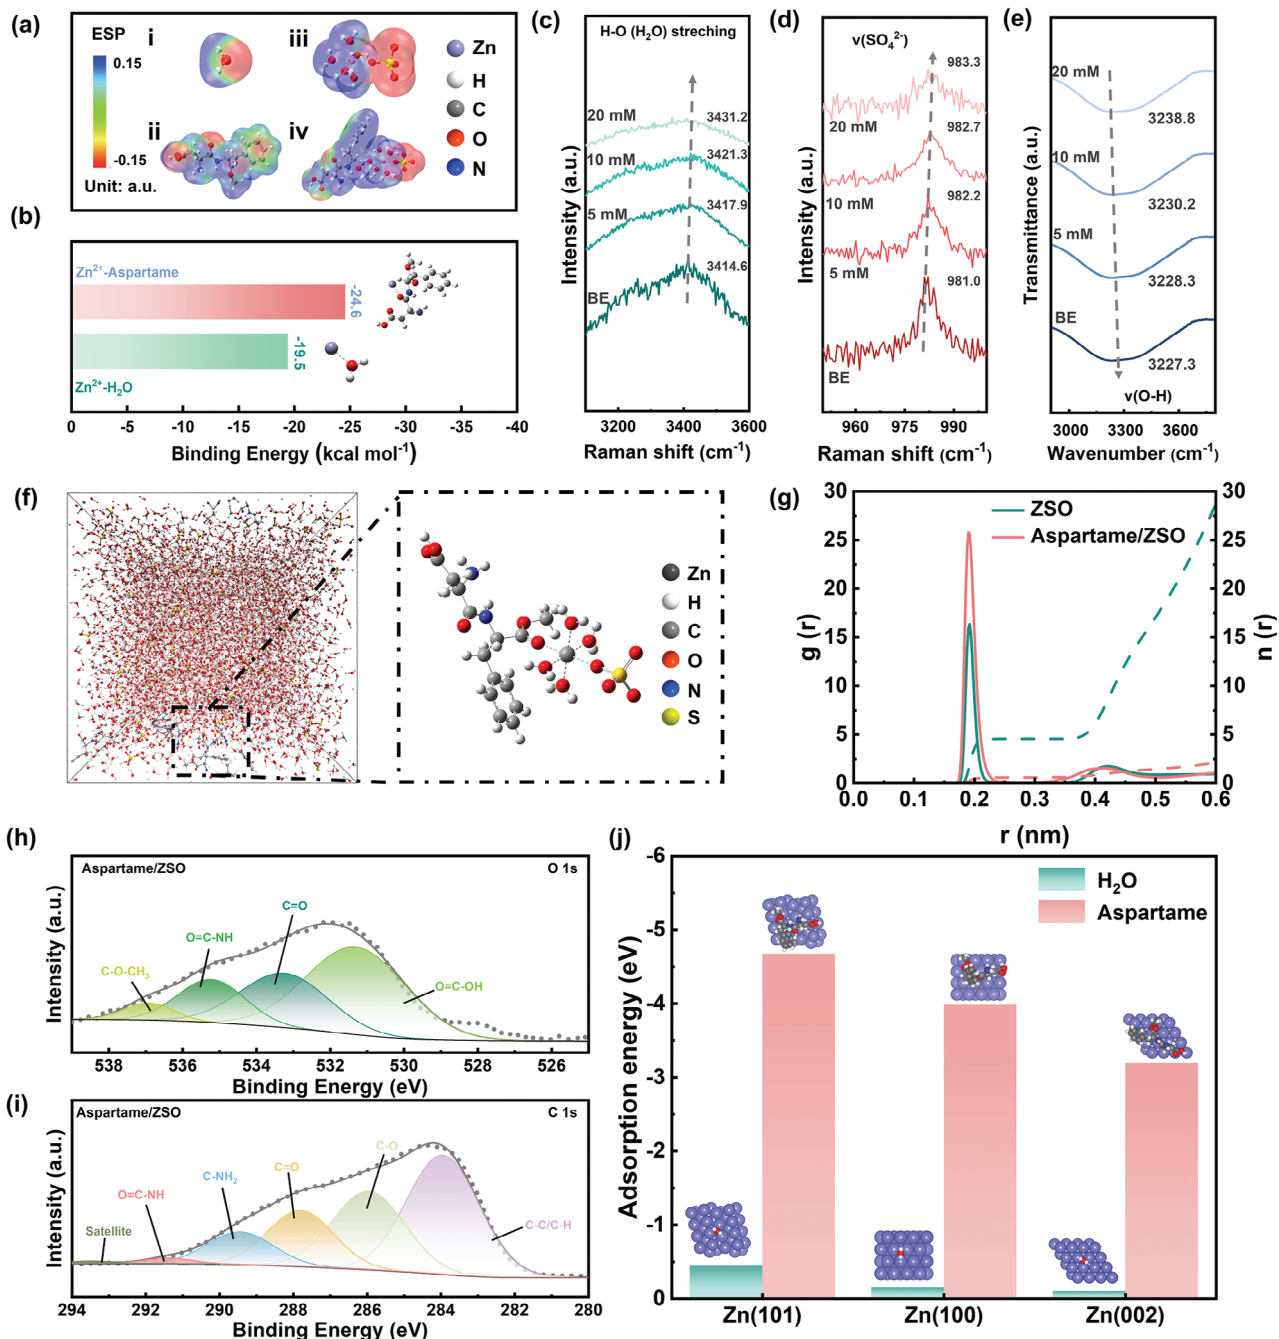 (a)
ESP
0.15
-0.15
Unit: a.u.
i
ii
iii
iv
Zn
H
C
O
N
(b)
Zn²⁺-Aspartame
-24.6
-19.5
Zn²⁺-H₂O
0 -5 -10 -15 -20 -25 -30 -35 -40
Binding Energy (kcal mol⁻¹)
(c)
H-O (H₂O) streching
20 mM
3431.2
10 mM
3421.3
5 mM
3417.9
BE
3414.6
Intensity (a.u.)
3200 3400 3600
Raman shift (cm⁻¹)
(d)
v(SO₄²⁻)
983.3
20 mM
982.7
10 mM
982.2
5 mM
981.0
BE
Intensity (a.u.)
960 975 990
Raman shift (cm⁻¹)
(e)
20 mM
3238.8
10 mM
3230.2
5 mM
3228.3
BE
3227.3
v(O-H)
Transmittance (a.u.)
3000 3300 3600
Wavenumber (cm⁻¹)
(f)
Zn
H
C
O
N
S
(g)
ZSO
Aspartame/ZSO
30
25
20
15
10
5
0
g (r)
30
25
20
15
10
5
0
n (r)
0.0 0.1 0.2 0.3 0.4 0.5 0.6
r (nm)
(h)
Aspartame/ZSO
O 1s
C-O-CH₃
O=C-NH
C=O
O=C-OH
Intensity (a.u.)
538 536 534 532 530 528 526
Binding Energy (eV)
(i)
Aspartame/ZSO
C 1s
Satellite
O=C-NH
C-NH₂
C=O
C-O
C-C/C-H
Intensity (a.u.)
294 292 290 288 286 284 282 280
Binding Energy (eV)
(j)
H₂O
Aspartame
-6
-5
-4
-3
-2
-1
0
Adsorption energy (eV)
Zn(101) Zn(100) Zn(002)